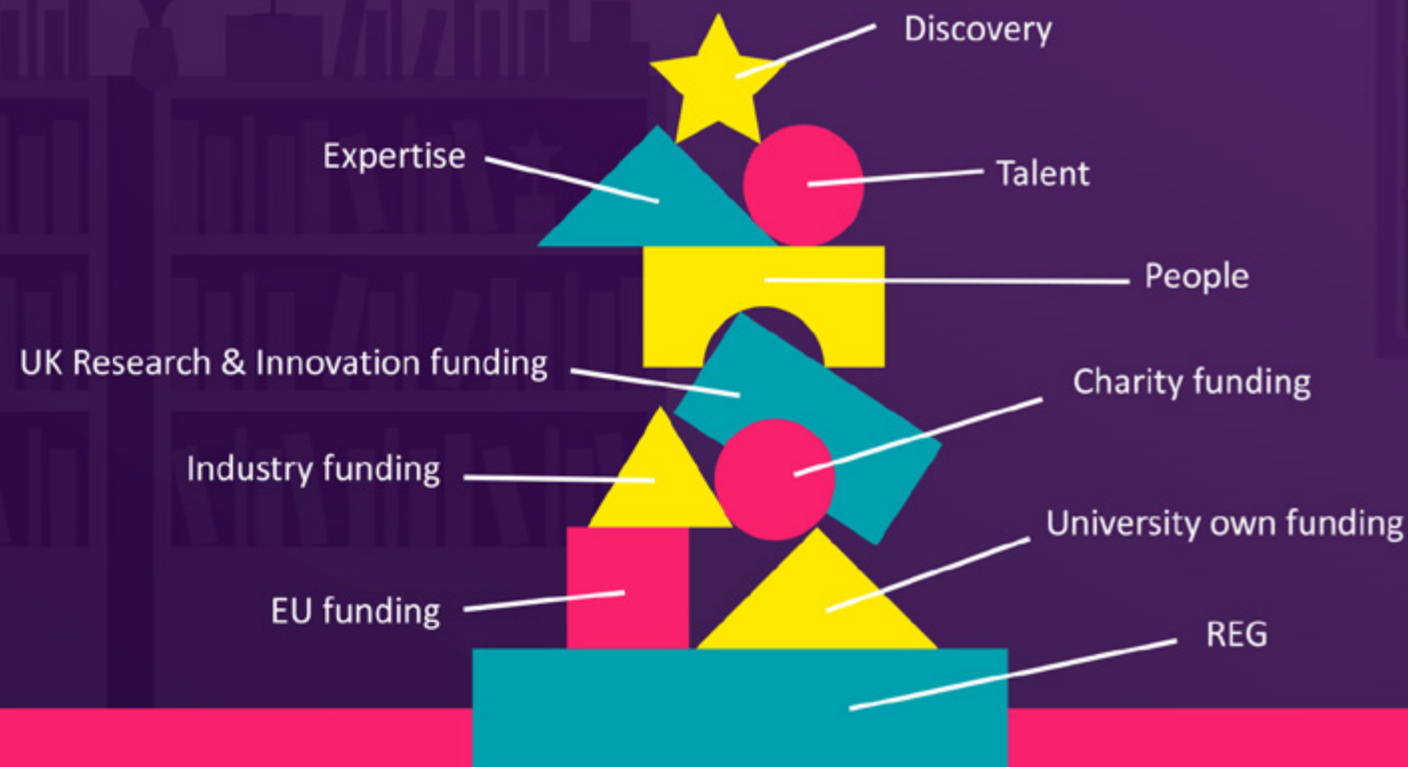 Discovery
Expertise
Talent
People
UK Research & Innovation funding
Charity funding
Industry funding
University own funding
EU funding
REG